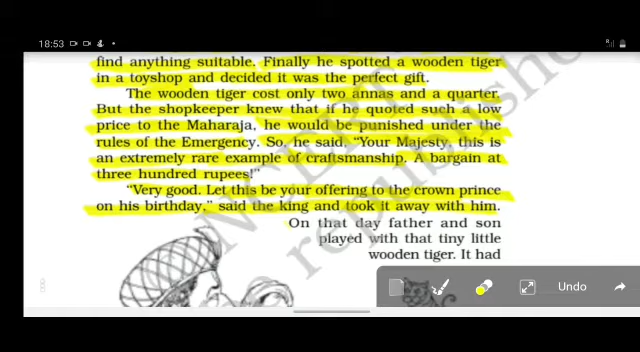 18:53
find anything suitable. Finally he spotted a wooden tiger
in a toyshop and decided it was the perfect gift.
The wooden tiger cost only two annas and a quarter.
But the shopkeeper knew that if he quoted such a low
price to the Maharaja, he would be punished under the
rules of the Emergency. So, he said, “Your Majesty, this is
an extremely rare example of craftsmanship. A bargain at
three hundred rupees!”
“Very good. Let this be your offering to the crown prince
on his birthday,” said the king and took it away with him.
On that day father and son
played with that tiny little
wooden tiger. It had
Undo
NCERT
republishe